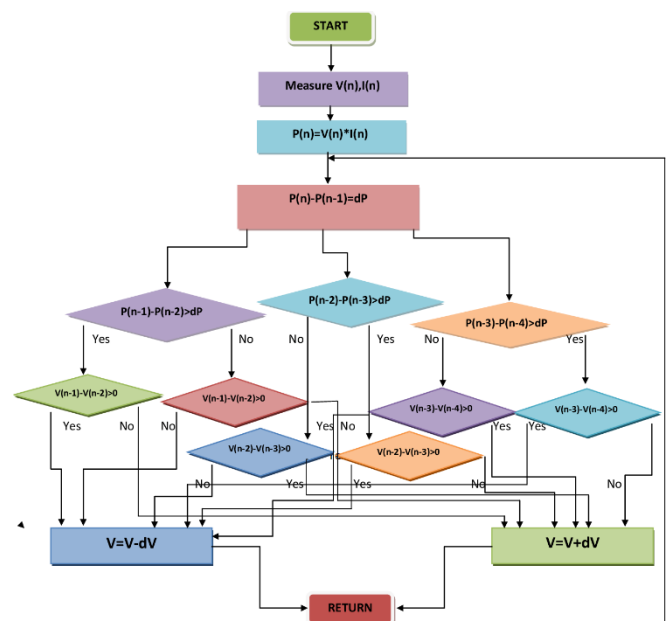 START
Measure V(n),I(n)
P(n)=V(n)*I(n)
P(n)-P(n-1)=dP
P(n-1)-P(n-2)>dP
P(n-2)-P(n-3)>dP
P(n-3)-P(n-4)>dP
Yes
No
No
Yes
No
Yes
V(n-1)-V(n-2)>0
V(n-1)-V(n-2)>0
V(n-3)-V(n-4)>0
V(n-3)-V(n-4)>0
Yes
No
No
Yes
No
Yes
Yes
V(n-2)-V(n-3)>0
V(n-2)-V(n-3)>0
No
Yes
Yes
No
No
V=V-dV
V=V+dV
RETURN